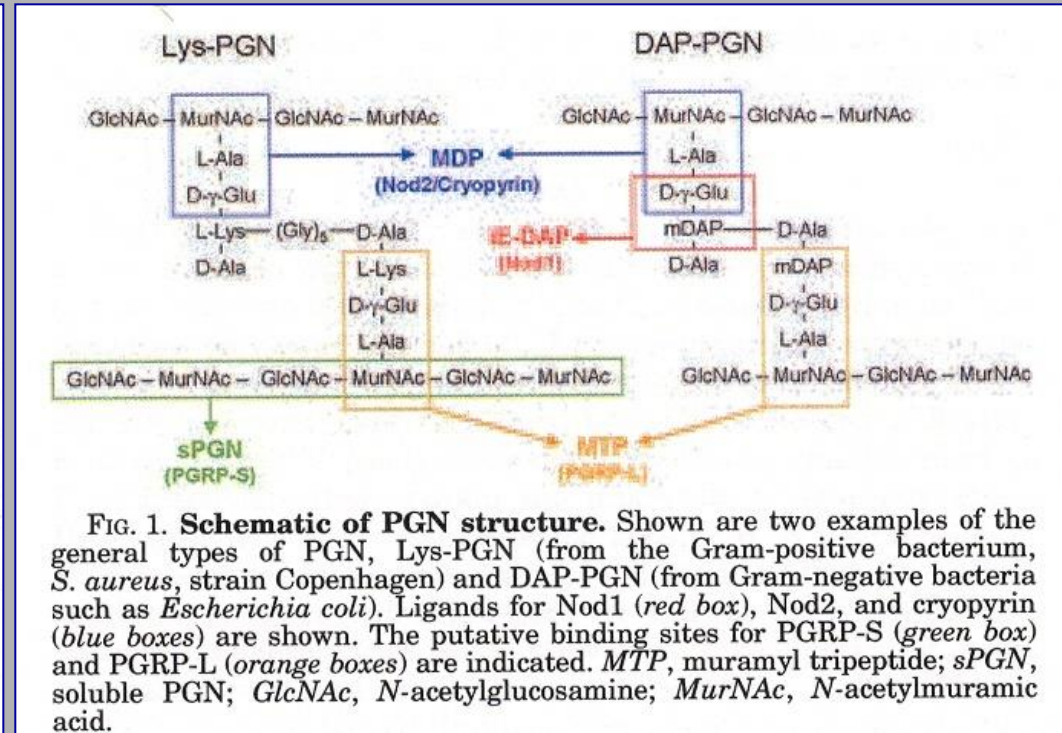 Lys-PGN DAP-PGN
GlcNAc – MurNAc – GlcNAc – MurNAc GlcNAc – MurNAc – GlcNAc – MurNAc
L-Ala MDP L-Ala
D-γ-Glu (Nod2/Cryopyrin) D-γ-Glu
L-Lys — (Gly)5 — D-Ala iE-DAP mDAP — D-Ala
D-Ala L-Lys (Nod1) D-Ala mDAP
D-γ-Glu D-γ-Glu
L-Ala L-Ala
GlcNAc – MurNAc – GlcNAc – MurNAc – GlcNAc – MurNAc GlcNAc – MurNAc – GlcNAc – MurNAc
sPGN MTP
(PGRP-S) (PGRP-L)
FIG. 1. Schematic of PGN structure. Shown are two examples of the
general types of PGN, Lys-PGN (from the Gram-positive bacterium,
S. aureus, strain Copenhagen) and DAP-PGN (from Gram-negative bacteria
such as Escherichia coli). Ligands for Nod1 (red box), Nod2, and cryopyrin
(blue boxes) are shown. The putative binding sites for PGRP-S (green box)
and PGRP-L (orange boxes) are indicated. MTP, muramyl tripeptide; sPGN,
soluble PGN; GlcNAc, N-acetylglucosamine; MurNAc, N-acetylmuramic
acid.